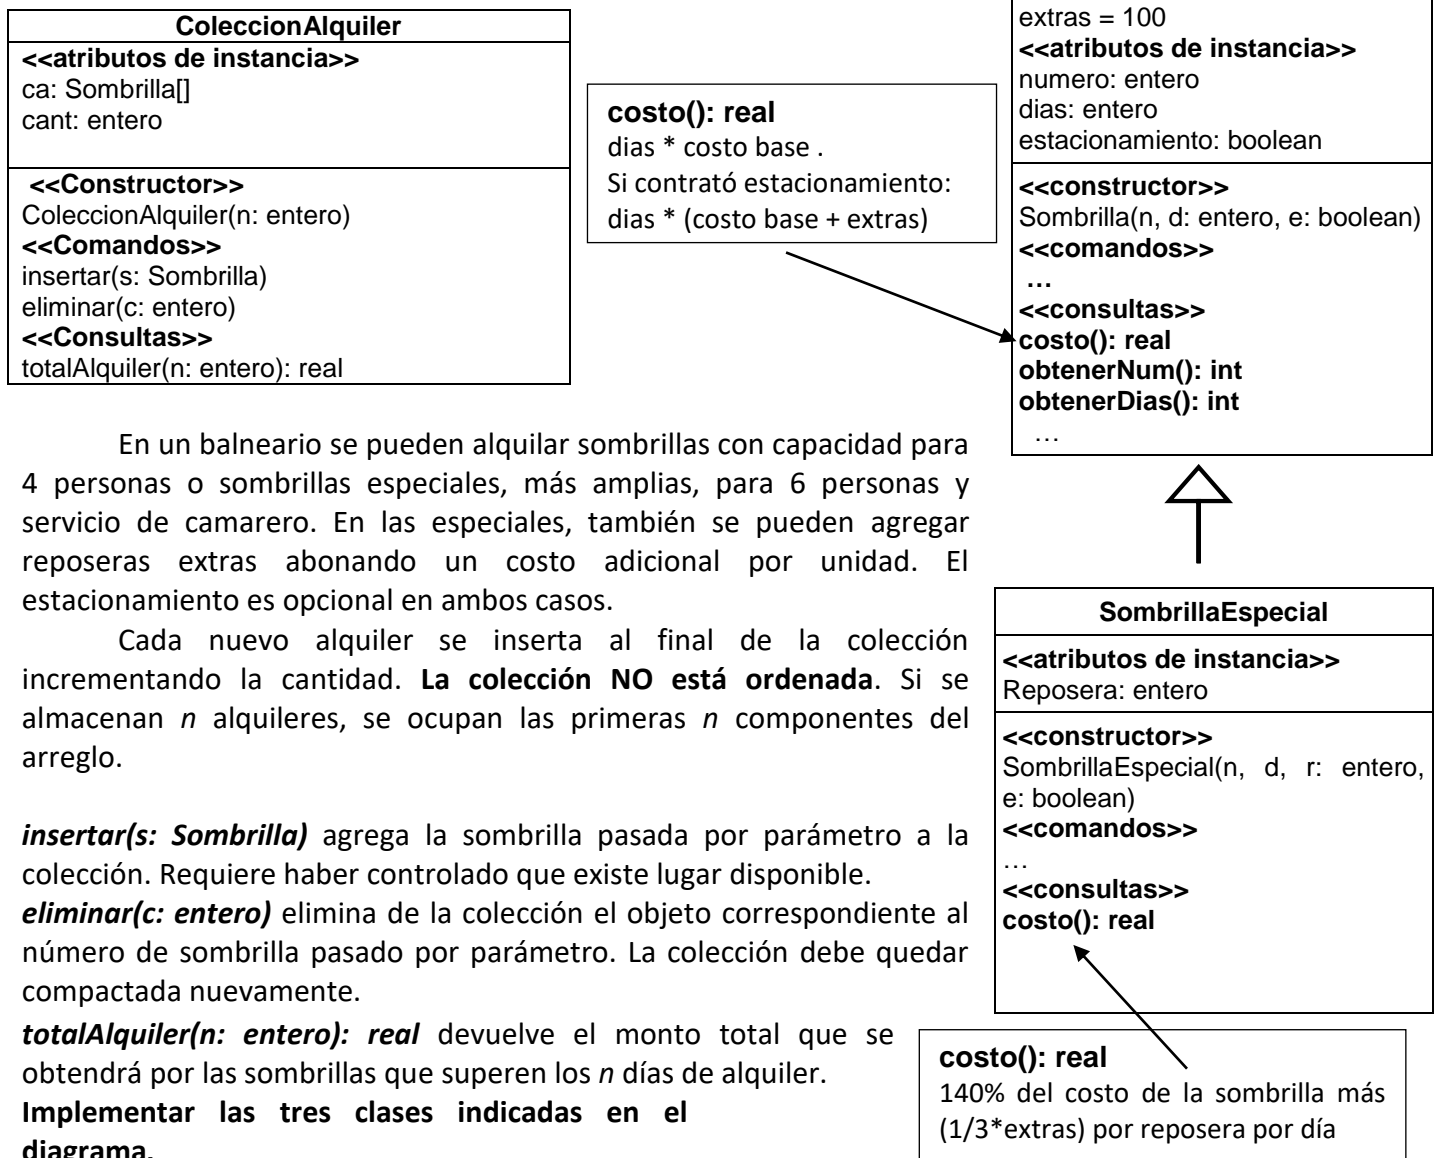 ColeccionAlquiler
<<atributos de instancia>>
ca: Sombrilla[]
cant: entero
<<Constructor>>
ColeccionAlquiler(n: entero)
<<Comandos>>
insertar(s: Sombrilla)
eliminar(c: entero)
<<Consultas>>
totalAlquiler(n: entero): real
costo(): real
dias * costo base .
Si contrató estacionamiento:
dias * (costo base + extras)
extras = 100
<<atributos de instancia>>
numero: entero
dias: entero
estacionamiento: boolean
<<constructor>>
Sombrilla(n, d: entero, e: boolean)
<<comandos>>
...
<<consultas>>
costo(): real
obtenerNum(): int
obtenerDias(): int
...
En un balneario se pueden alquilar sombrillas con capacidad para
4 personas o sombrillas especiales, más amplias, para 6 personas y
servicio de camarero. En las especiales, también se pueden agregar
reposeras extras abonando un costo adicional por unidad. El
estacionamiento es opcional en ambos casos.
Cada nuevo alquiler se inserta al final de la colección
incrementando la cantidad. La colección NO está ordenada. Si se
almacenan n alquileres, se ocupan las primeras n componentes del
arreglo.
insertar(s: Sombrilla) agrega la sombrilla pasada por parámetro a la
colección. Requiere haber controlado que existe lugar disponible.
eliminar(c: entero) elimina de la colección el objeto correspondiente al
número de sombrilla pasado por parámetro. La colección debe quedar
compactada nuevamente.
totalAlquiler(n: entero): real devuelve el monto total que se
obtendrá por las sombrillas que superen los n días de alquiler.
Implementar las tres clases indicadas en el
diagrama.
SombrillaEspecial
<<atributos de instancia>>
Reposera: entero
<<constructor>>
SombrillaEspecial(n, d, r: entero,
e: boolean)
<<comandos>>
...
<<consultas>>
costo(): real
costo(): real
140% del costo de la sombrilla más
(1/3*extras) por reposera por día